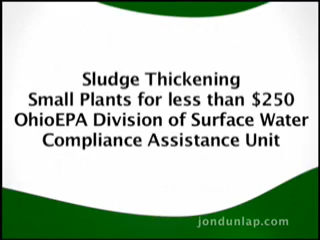 Sludge Thickening
Small Plants for less than $250
OhioEPA Division of Surface Water
Compliance Assistance Unit
jondunlap.com